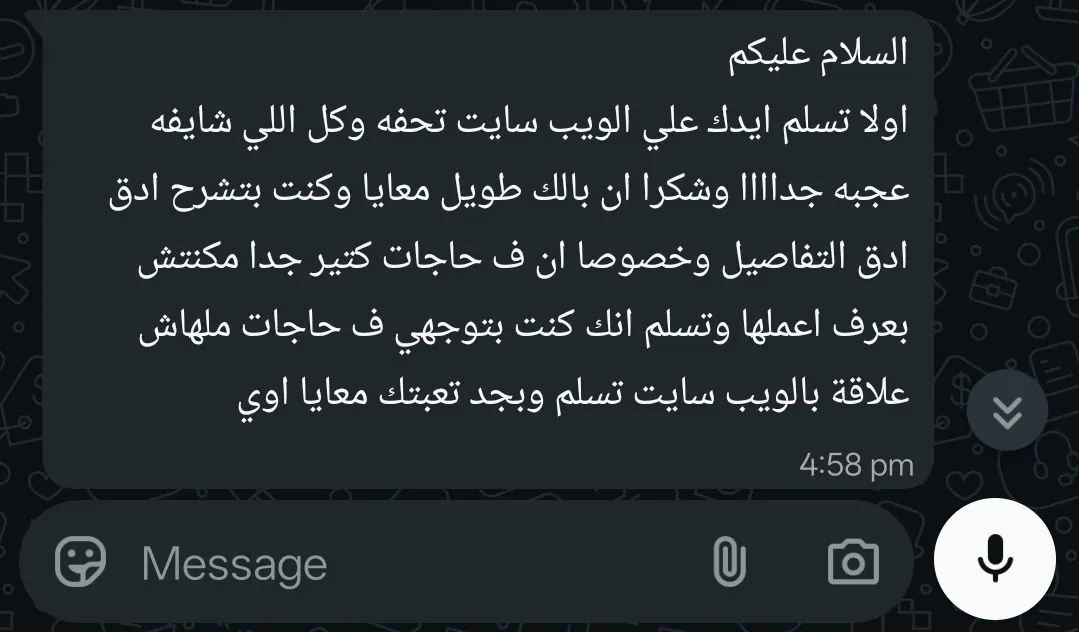 السلام عليكم
اولا تسلم ايدك علي الويب سايت تحفه وكل اللي شايفه
عجبه جداااا وشكرا ان بالك طويل معايا وكنت بتشرح ادق
ادق التفاصيل وخصوصا ان ف حاجات كتير جدا مكنتش
بعرف اعملها وتسلم انك كنت بتوجهي ف حاجات ملهاش
علاقة بالويب سايت تسلم وبجد تعبتك معايا اوي
4:58 pm
Message